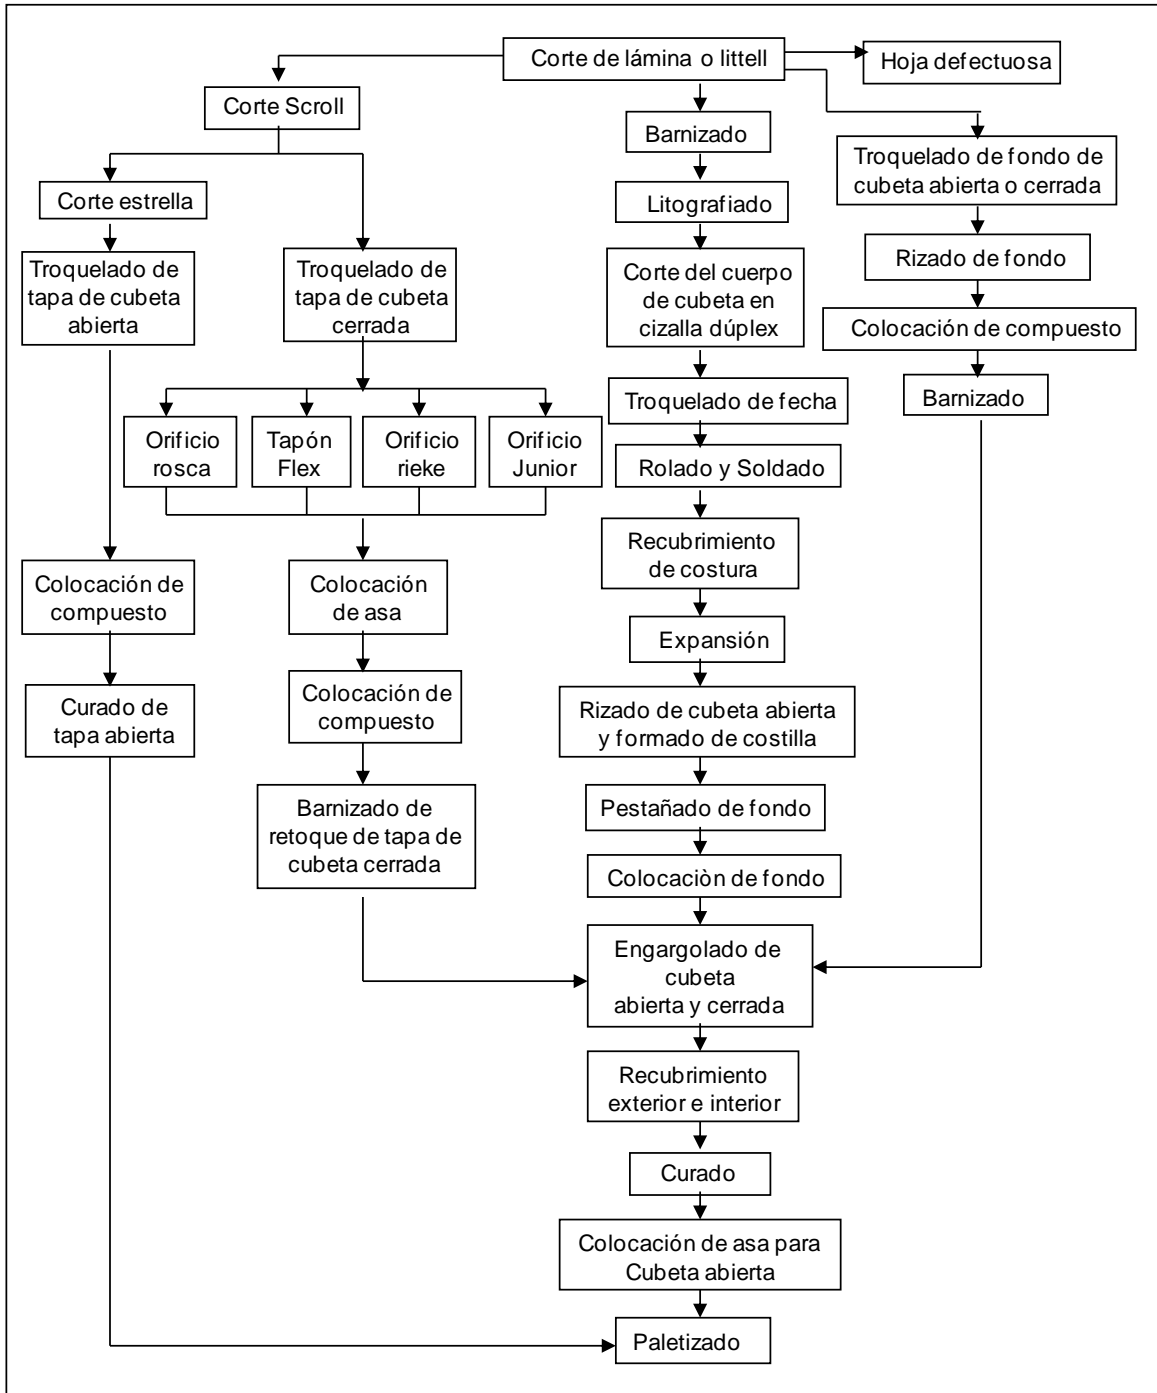 Corte de lámina o littell
Hoja defectuosa
Corte Scroll
Barnizado
Troquelado de fondo de
cubeta abierta o cerrada
Corte estrella
Litografiado
Troquelado de
tapa de cubeta
abierta
Troquelado de
tapa de cubeta
cerrada
Corte del cuerpo
de cubeta en
cizalla dúplex
Rizado de fondo
Colocación de compuesto
Troquelado de fecha
Barnizado
Orificio
rosca
Tapón
Flex
Orificio
rieke
Orificio
Junior
Rolado y Soldado
Recubrimiento
de costura
Colocación de
compuesto
Colocación
de asa
Expansión
Curado de
tapa abierta
Colocación de
compuesto
Rizado de cubeta abierta
y formado de costilla
Barnizado de
retoque de tapa de
cubeta cerrada
Pestañado de fondo
Colocaciòn de fondo
Engargolado de
cubeta
abierta y cerrada
Recubrimiento
exterior e interior
Curado
Colocación de asa para
Cubeta abierta
Paletizado